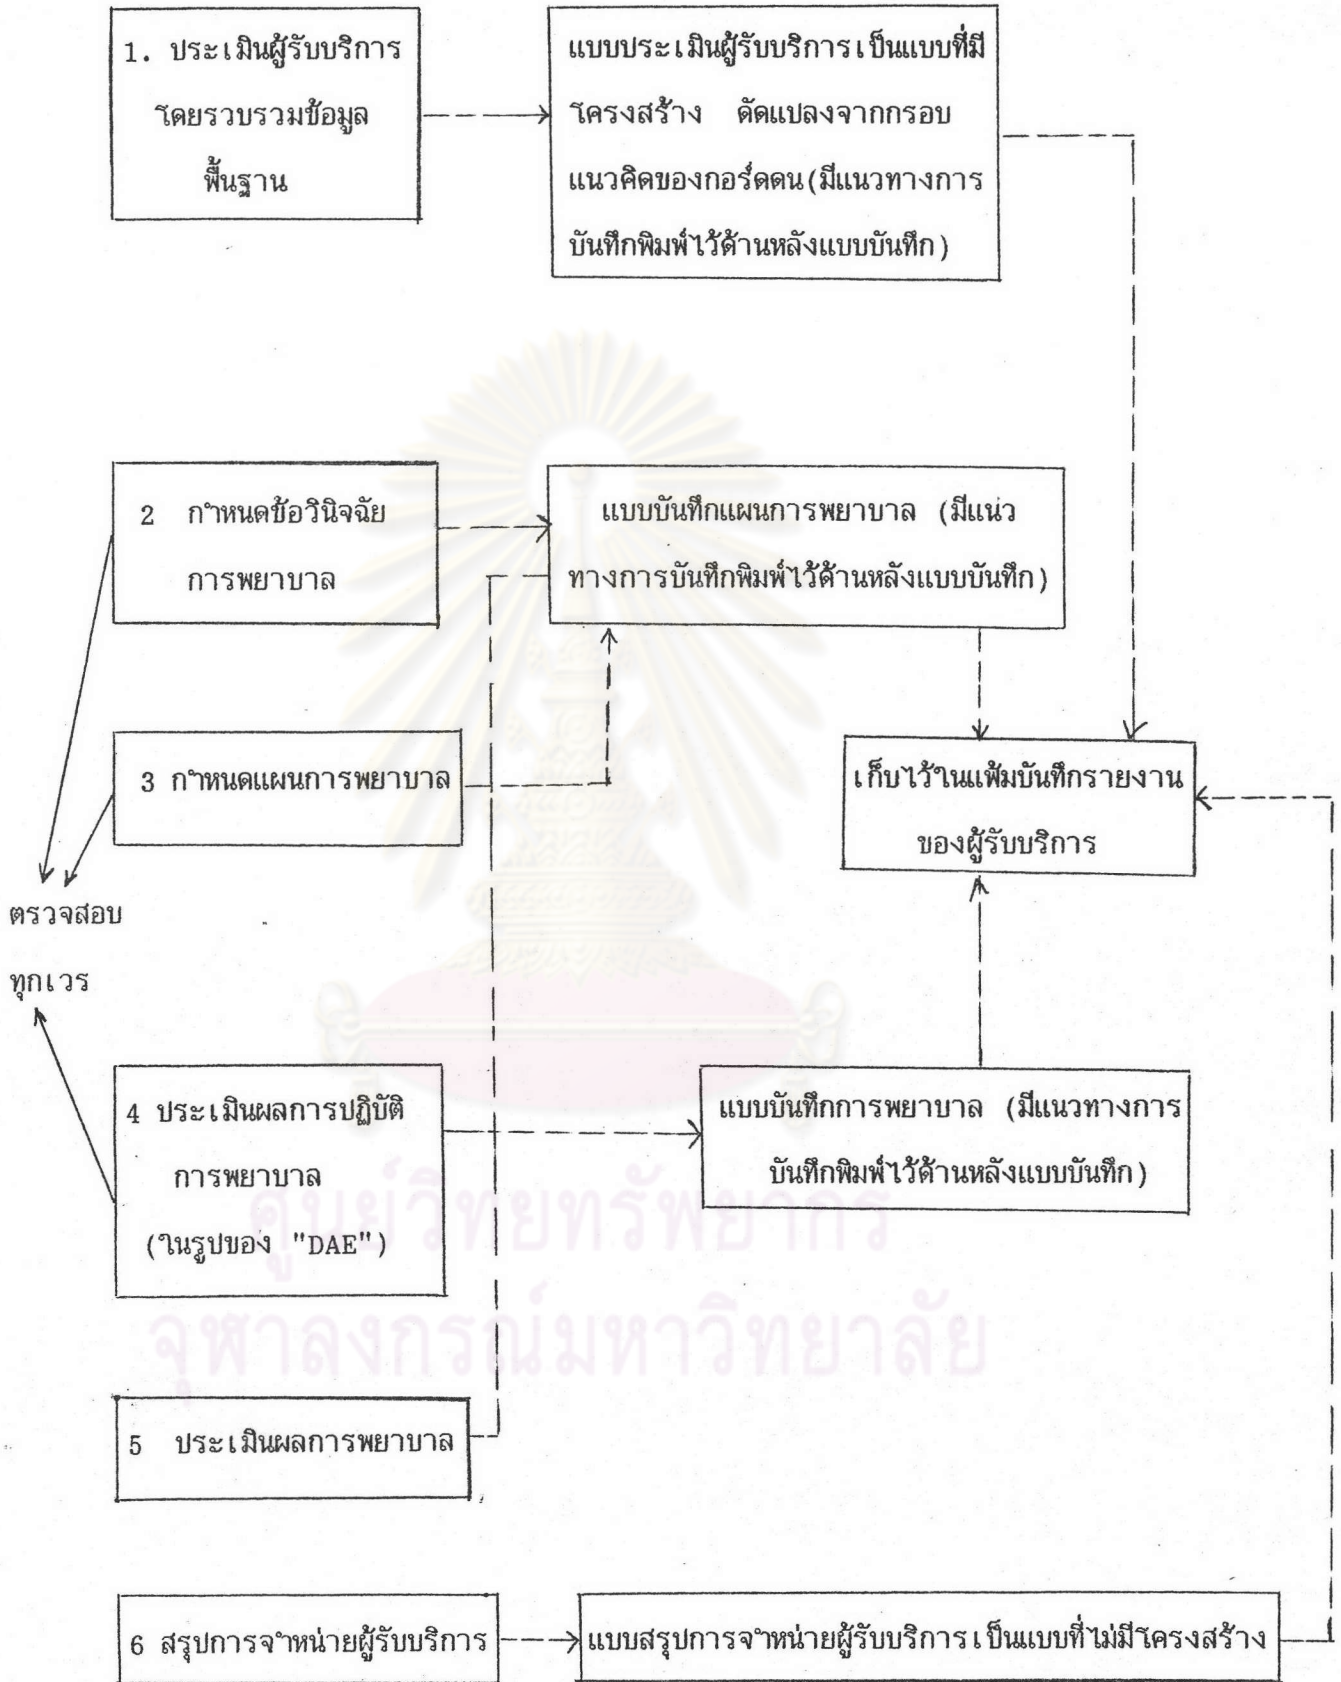 1. ประเมินผู้รับบริการ
โดยรวบรวมข้อมูล
พื้นฐาน
แบบประเมินผู้รับบริการเป็นแบบที่มี
โครงสร้าง ดัดแปลงจากกรอบ
แนวคิดของกอร์ดดน(มีแนวทางการ
บันทึกพิมพ์ไว้ด้านหลังแบบบันทึก)
2 กำหนดข้อวินิจฉัย
การพยาบาล
แบบบันทึกแผนการพยาบาล (มีแนว
ทางการบันทึกพิมพ์ไว้ด้านหลังแบบบันทึก)
3 กำหนดแผนการพยาบาล
เก็บไว้ในแฟ้มบันทึกรายงาน
ของผู้รับบริการ
ตรวจสอบ
ทุกเวร
4 ประเมินผลการปฏิบัติ
การพยาบาล
(ในรูปของ "DAE")
แบบบันทึกการพยาบาล (มีแนวทางการ
บันทึกพิมพ์ไว้ด้านหลังแบบบันทึก)
ศูนย์วิทยทรัพยากร
จุฬาลงกรณ์มหาวิทยาลัย
5 ประเมินผลการพยาบาล
6 สรุปการจำหน่ายผู้รับบริการ
แบบสรุปการจำหน่ายผู้รับบริการเป็นแบบที่ไม่มีโครงสร้าง